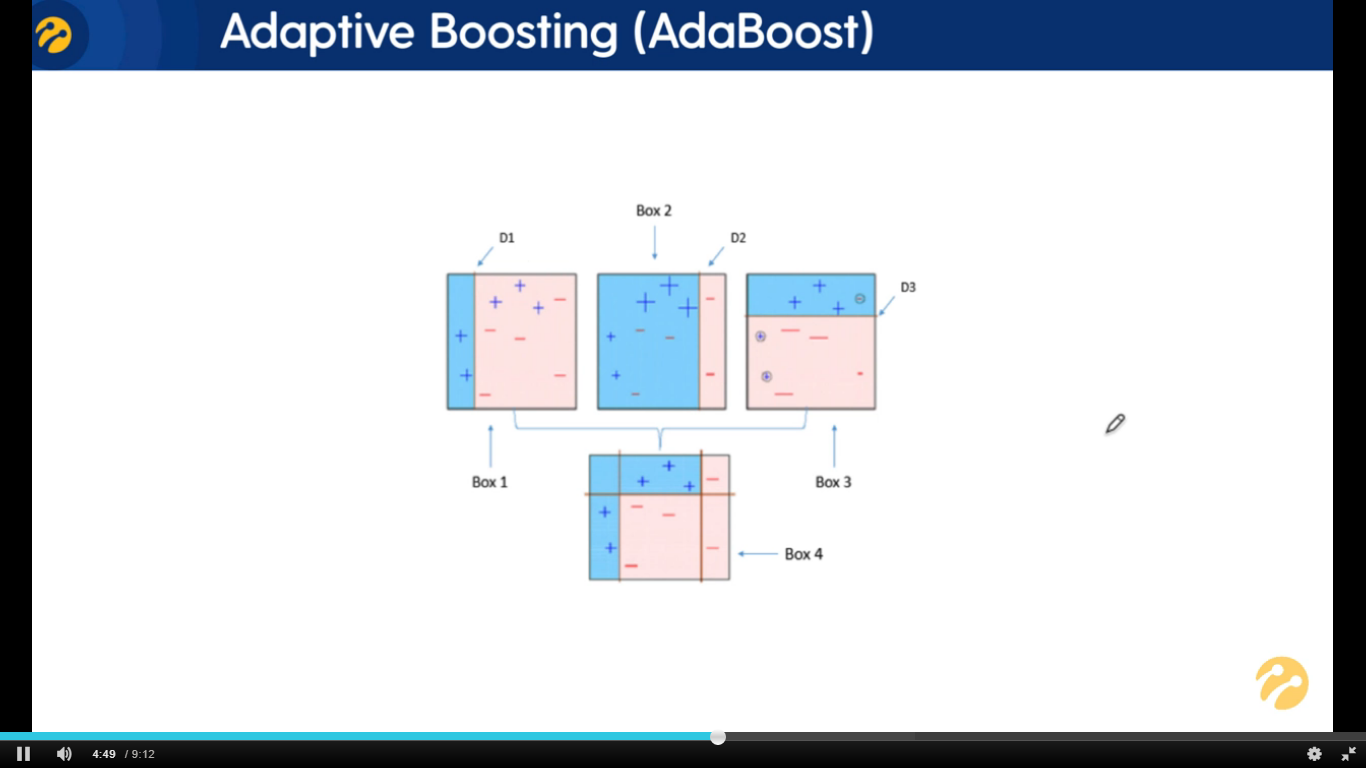 Adaptive Boosting (AdaBoost)
Box 2
D1
D2
D3
Box 1
Box 3
Box 4
4:49 / 9:12